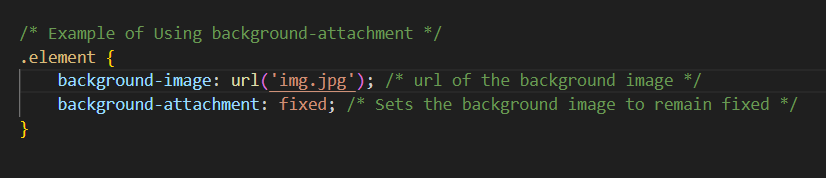 /* Example of Using background-attachment */
.element {
    background-image: url('img.jpg'); /* url of the background image */
    background-attachment: fixed; /* Sets the background image to remain fixed */
}